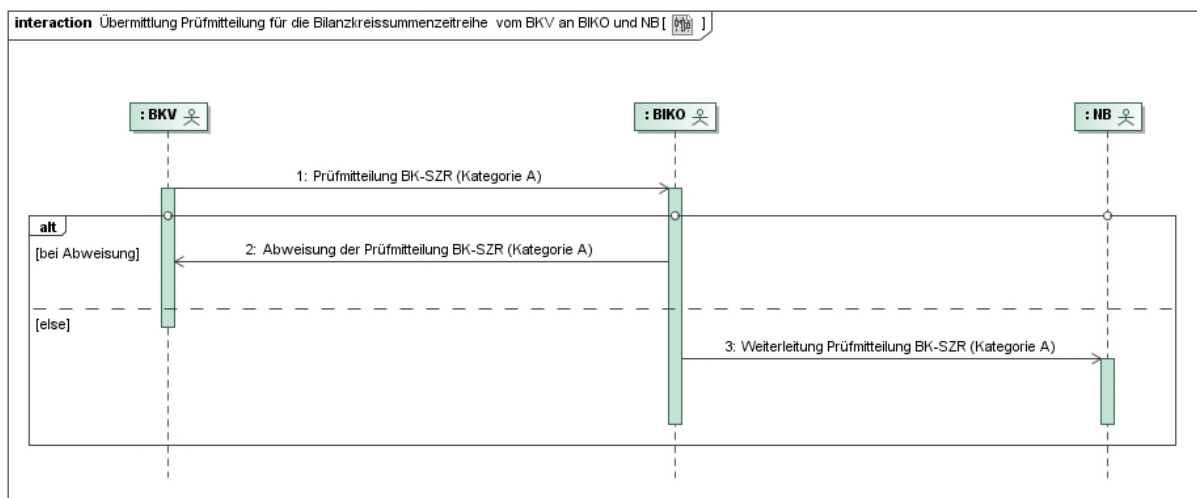 interaction Übermittlung Prüfmitteilung für die Bilanzkreissummenzeitreihe vom BKV an BIKO und NB [ ]
: BKV
: BIKO
: NB
1: Prüfmitteilung BK-SZR (Kategorie A)
alt
[bei Abweisung]
2: Abweisung der Prüfmitteilung BK-SZR (Kategorie A)
[else]
3: Weiterleitung Prüfmitteilung BK-SZR (Kategorie A)